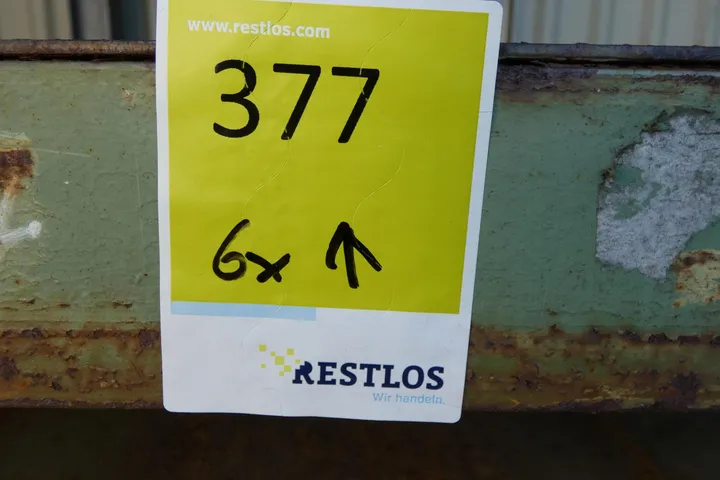 www.restlos.com
377
6x ↑
RESTLOS
Wir handeln.